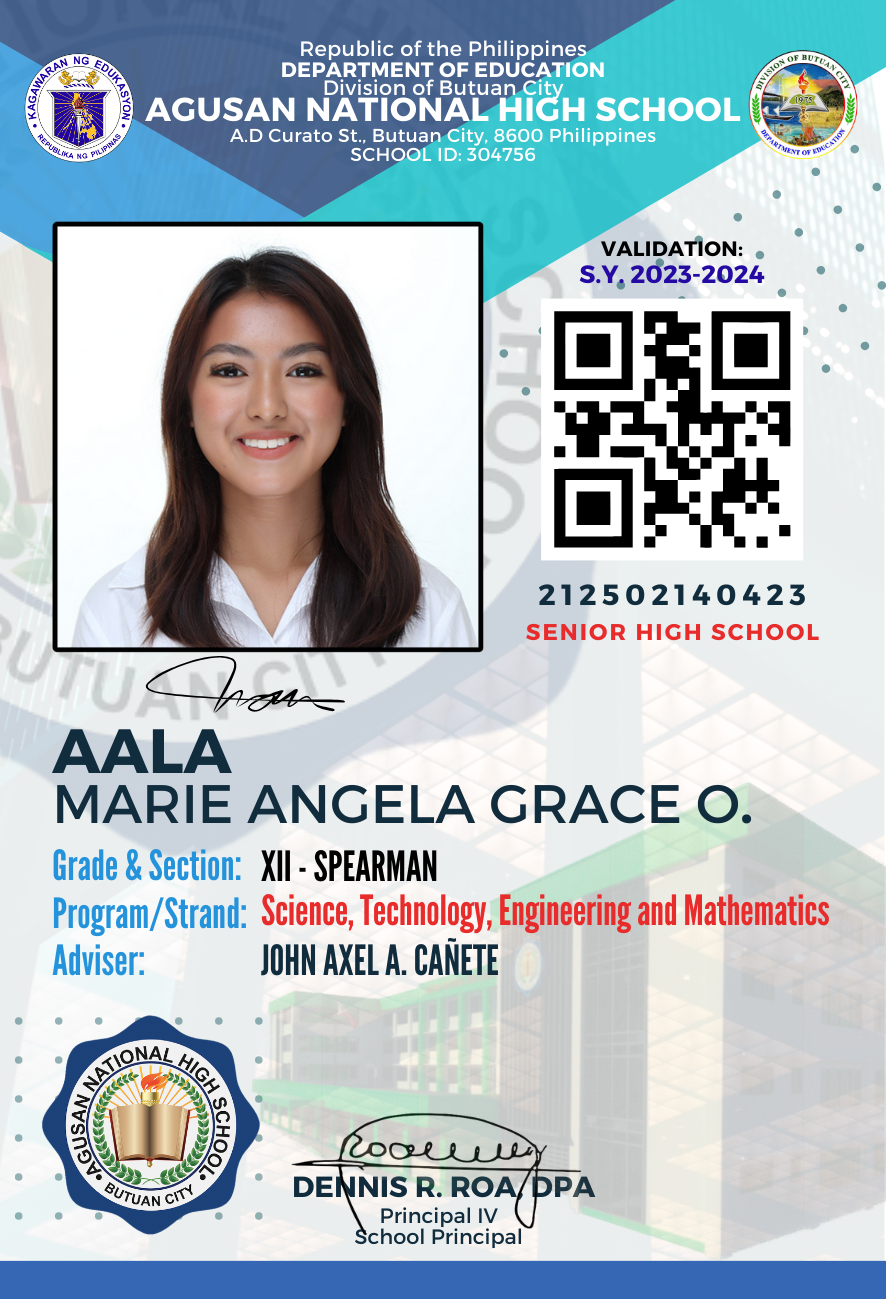 Republic of the Philippines
DEPARTMENT OF EDUCATION
Division of Butuan City
AGUSAN NATIONAL HIGH SCHOOL
A.D Curato St., Butuan City, 8600 Philippines
SCHOOL ID: 304756
KAGAWARAN NG EDUKASYON
REPUBLIKA NG PILIPINAS
DIVISION OF BUTUAN CITY
1975
DEPARTMENT OF EDUCATION
VALIDATION:
S.Y. 2023-2024
212502140423
SENIOR HIGH SCHOOL
AALA
MARIE ANGELA GRACE O.
Grade & Section: XII - SPEARMAN
Program/Strand: Science, Technology, Engineering and Mathematics
Adviser: JOHN AXEL A. CAÑETE
AGUSAN NATIONAL HIGH SCHOOL
BUTUAN CITY
DENNIS R. ROA, DPA
Principal IV
School Principal